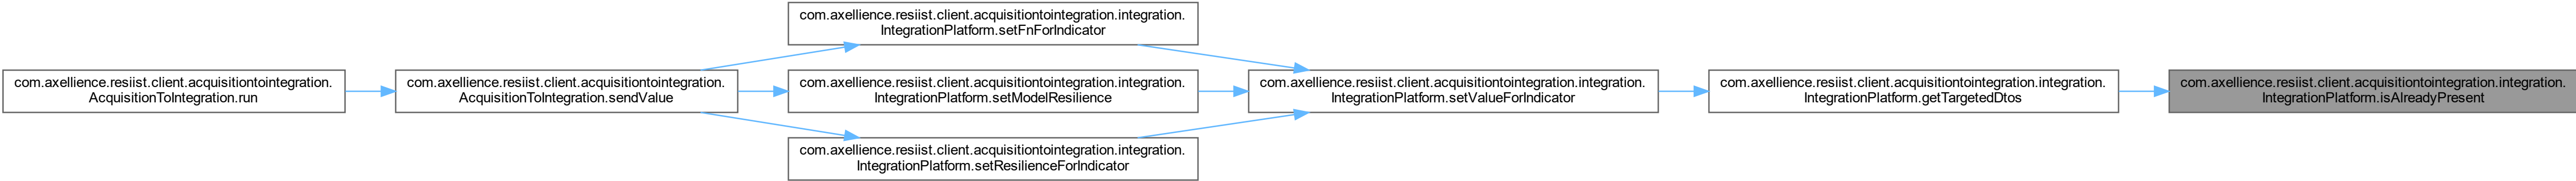 com.axellience.resiist.client.acquisitiontointegration.
AcquisitionToIntegration.run
com.axellience.resiist.client.acquisitiontointegration.
AcquisitionToIntegration.sendValue
com.axellience.resiist.client.acquisitiontointegration.integration.
IntegrationPlatform.setFnForIndicator
com.axellience.resiist.client.acquisitiontointegration.integration.
IntegrationPlatform.setModelResilience
com.axellience.resiist.client.acquisitiontointegration.integration.
IntegrationPlatform.setResilienceForIndicator
com.axellience.resiist.client.acquisitiontointegration.integration.
IntegrationPlatform.setValueForIndicator
com.axellience.resiist.client.acquisitiontointegration.integration.
IntegrationPlatform.getTargetedDtos
com.axellience.resiist.client.acquisitiontointegration.integration.
IntegrationPlatform.isAlreadyPresent